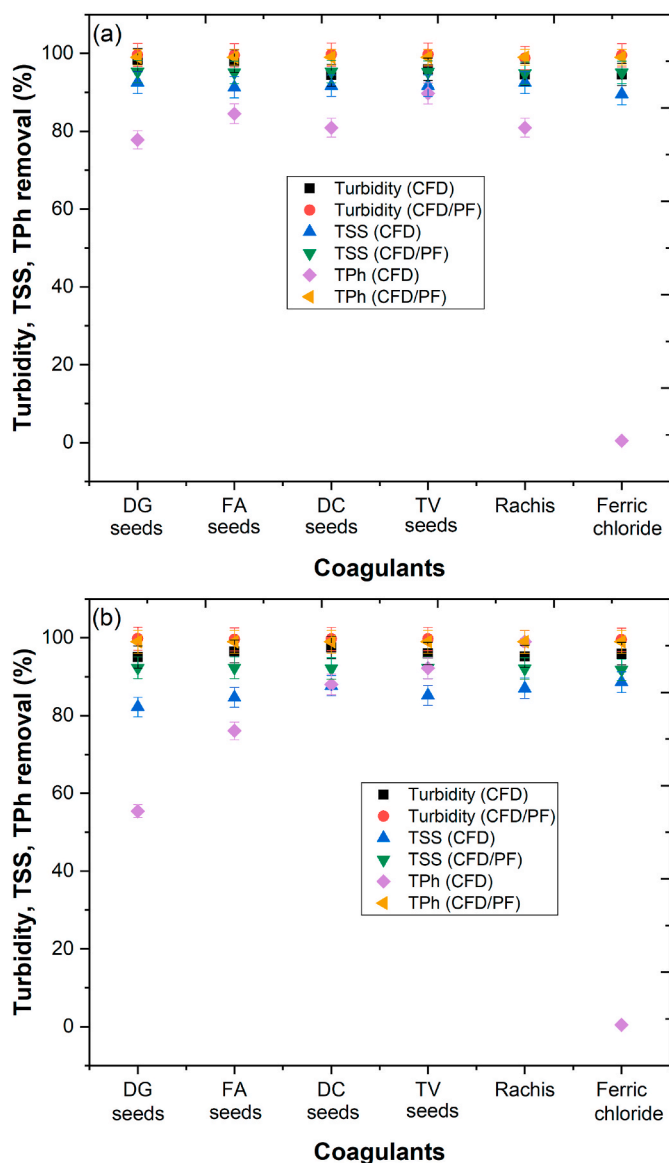 (a)
Turbidity, TSS, TPh removal (%)
100
80
60
40
20
0
Turbidity (CFD)
Turbidity (CFD/PF)
TSS (CFD)
TSS (CFD/PF)
TPh (CFD)
TPh (CFD/PF)
DG seeds
FA seeds
DC seeds
TV seeds
Rachis
Ferric chloride
Coagulants
(b)
Turbidity, TSS, TPh removal (%)
100
80
60
40
20
0
Turbidity (CFD)
Turbidity (CFD/PF)
TSS (CFD)
TSS (CFD/PF)
TPh (CFD)
TPh (CFD/PF)
DG seeds
FA seeds
DC seeds
TV seeds
Rachis
Ferric chloride
Coagulants